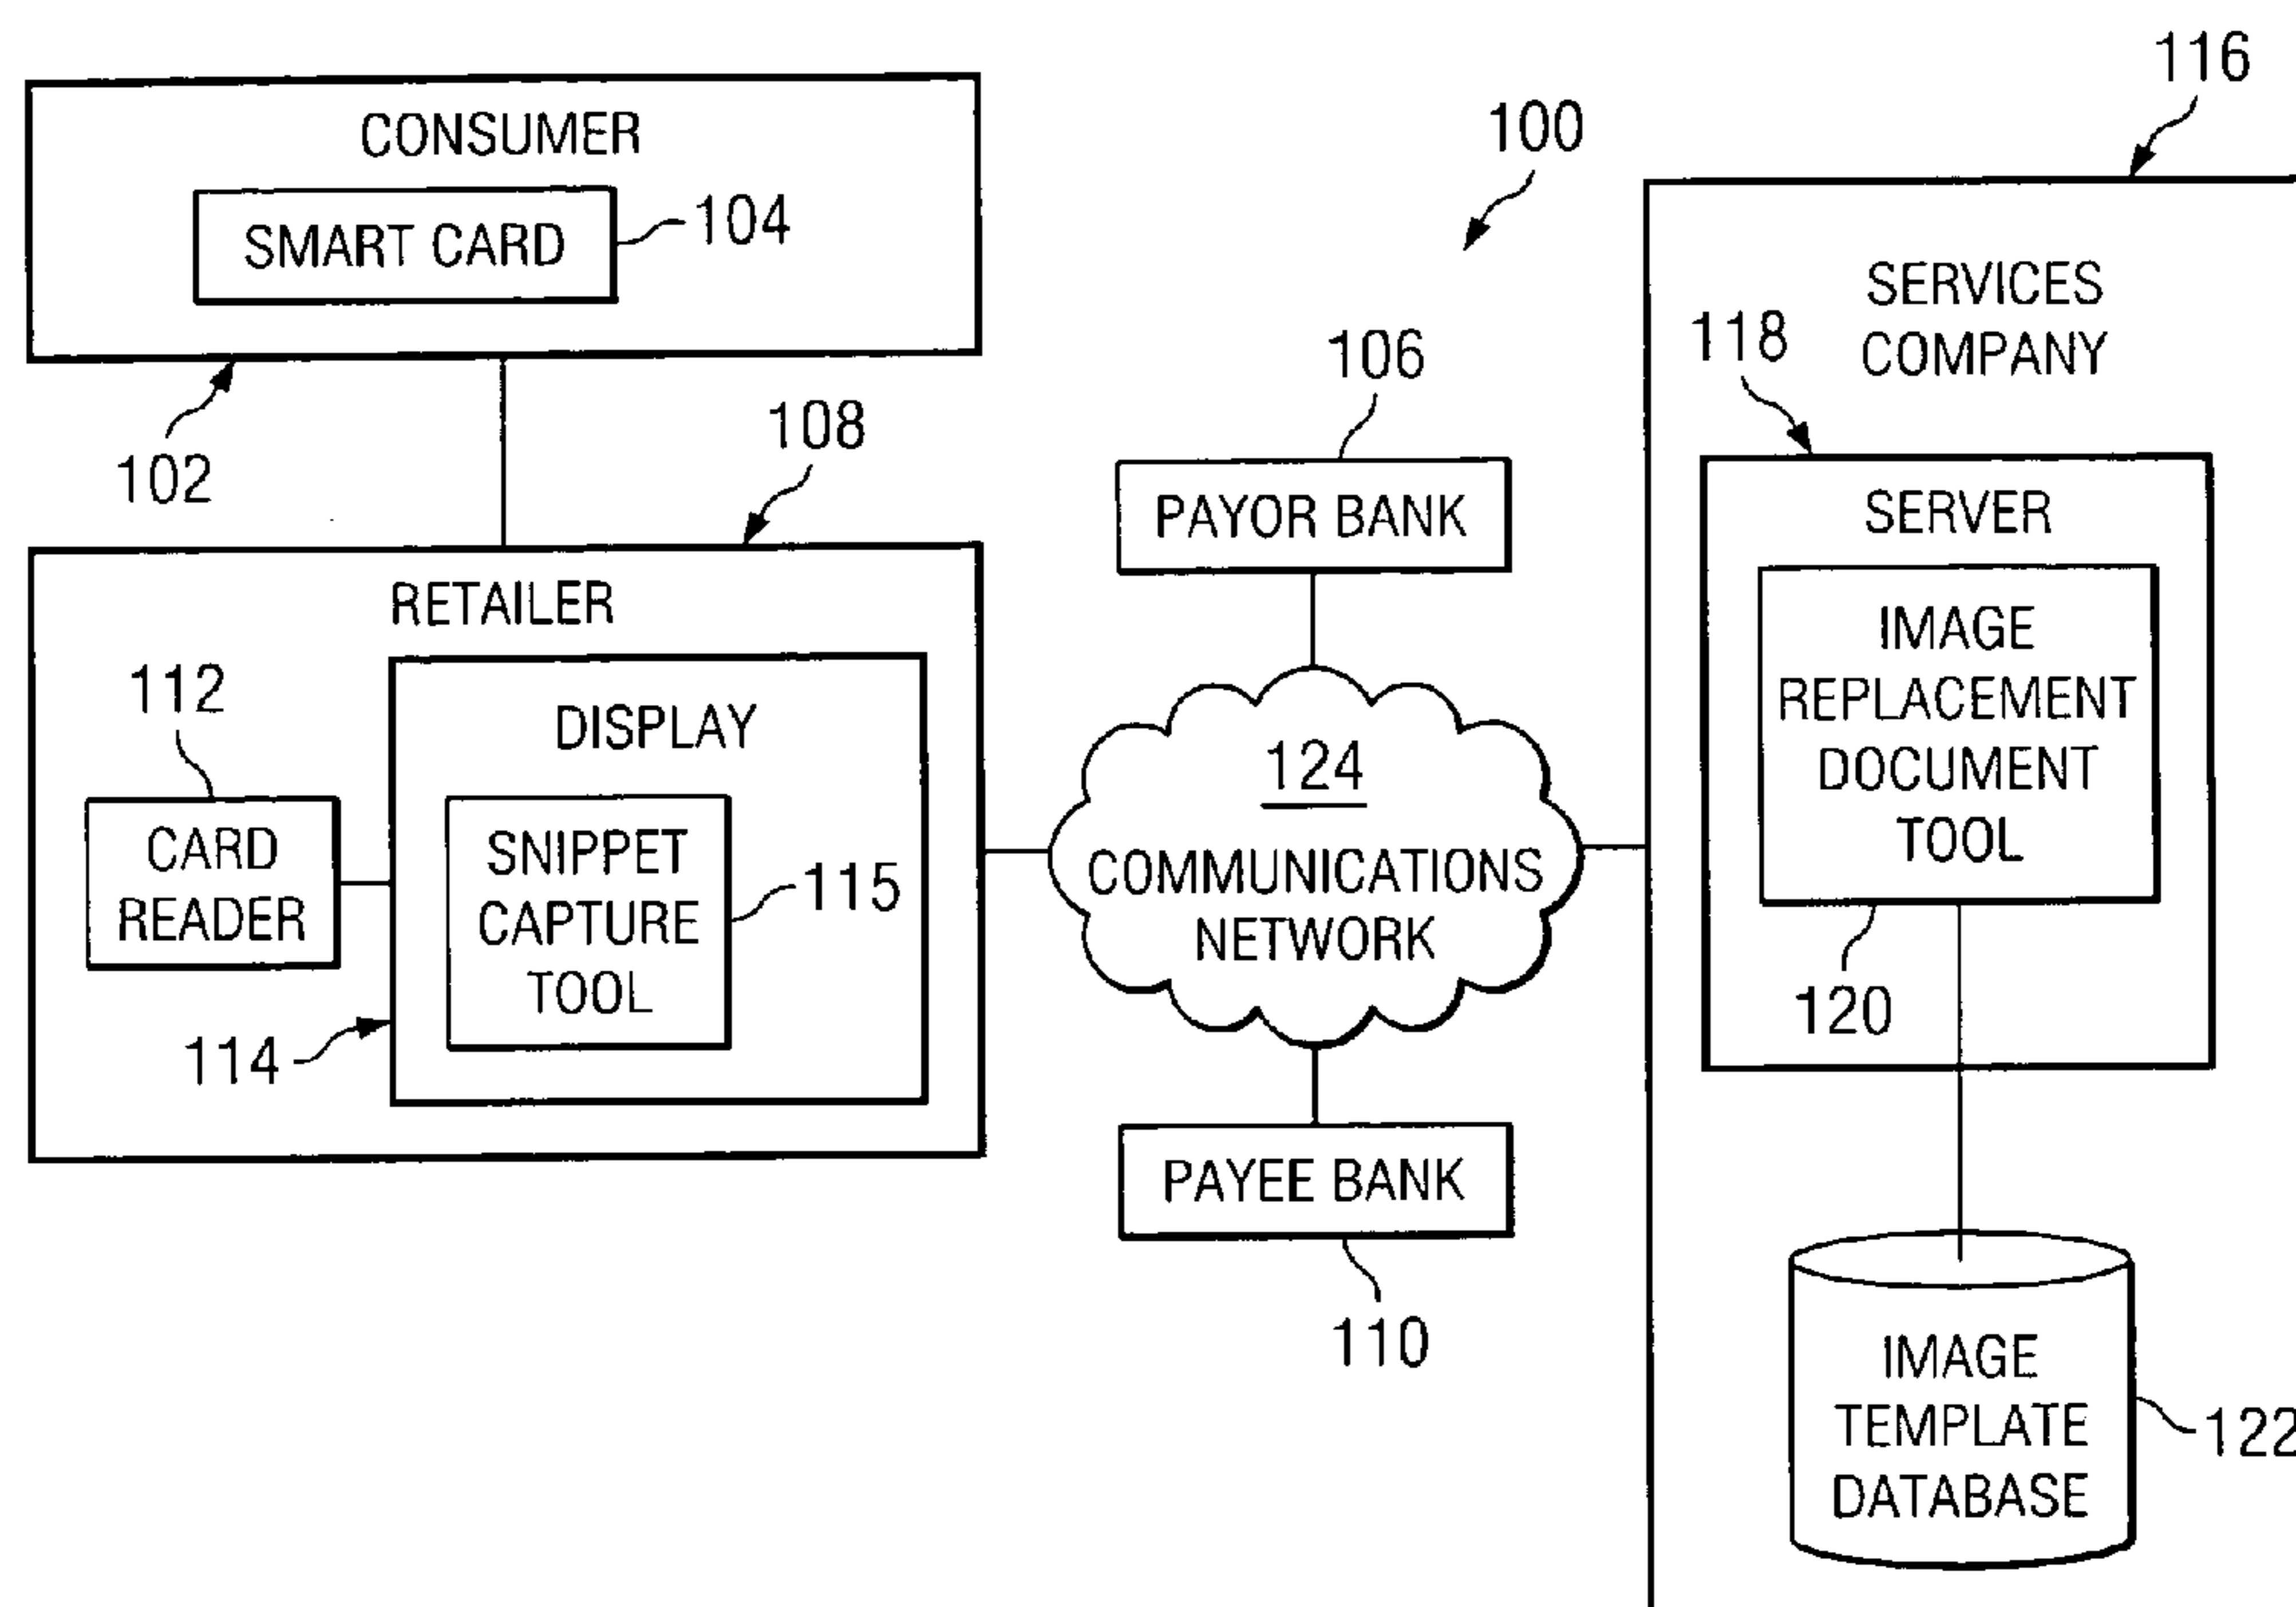 116
100
CONSUMER
SMART CARD
104
102
SERVICES
COMPANY
118
106
108
PAYOR BANK
SERVER
IMAGE
REPLACEMENT
DOCUMENT
TOOL
120
RETAILER
112
DISPLAY
CARD
READER
SNIPPET
CAPTURE
TOOL
115
114
124
COMMUNICATIONS
NETWORK
PAYEE BANK
110
IMAGE
TEMPLATE
DATABASE
122